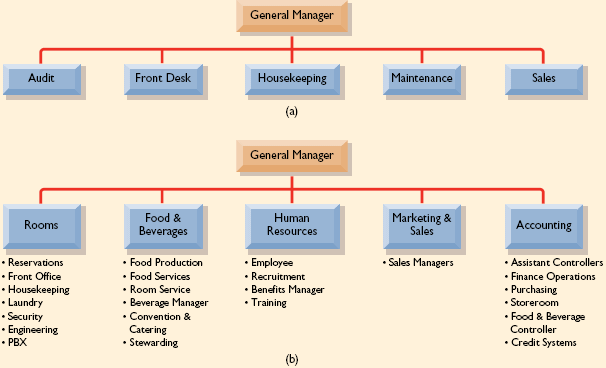 General Manager
Audit
Front Desk
Housekeeping
Maintenance
Sales
(a)
General Manager
Rooms
• Reservations
• Front Office
• Housekeeping
• Laundry
• Security
• Engineering
• PBX
Food &
Beverages
• Food Production
• Food Services
• Room Service
• Beverage Manager
• Convention &
Catering
• Stewarding
Human
Resources
• Employee
• Recruitment
• Benefits Manager
• Training
Marketing &
Sales
• Sales Managers
Accounting
• Assistant Controllers
• Finance Operations
• Purchasing
• Storeroom
• Food & Beverage
Controller
• Credit Systems
(b)